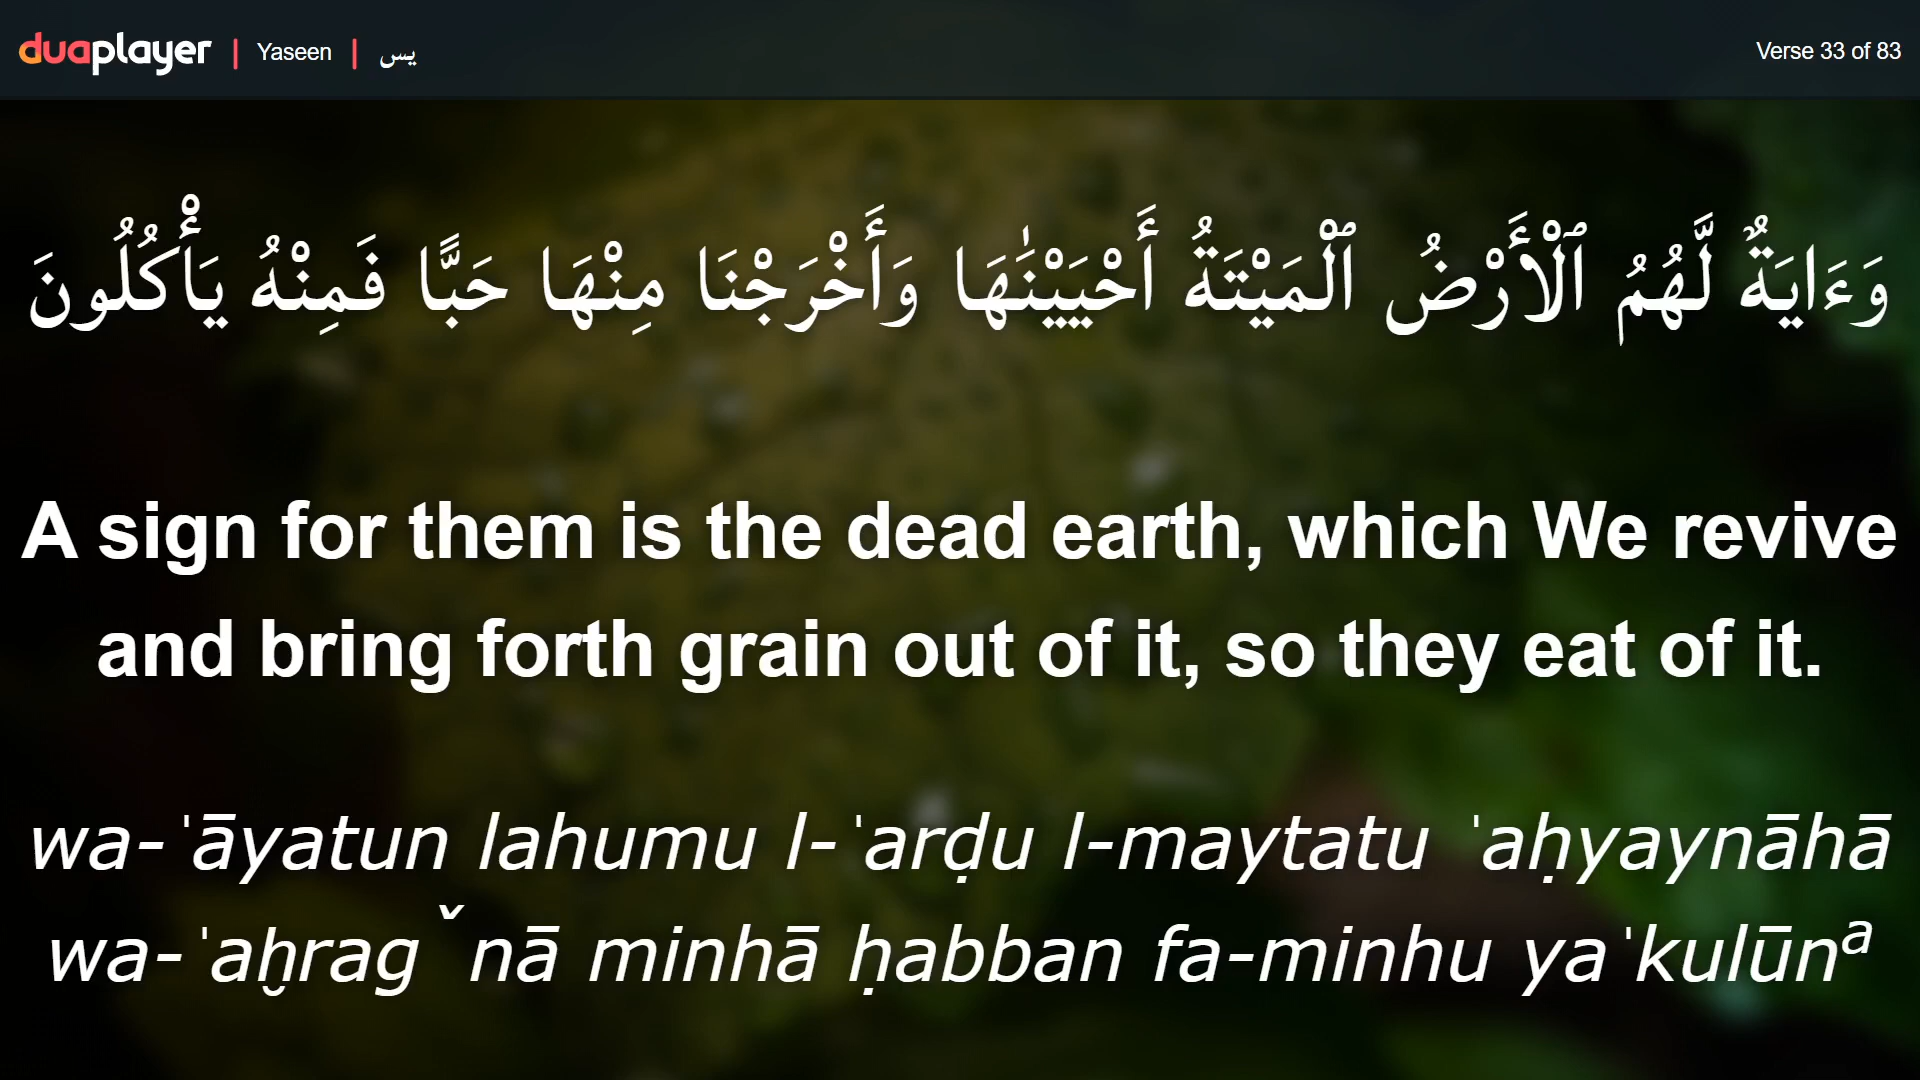 duaplayer | Yaseen | يس
Verse 33 of 83
وَءَايَةٌ لَّهُمُ ٱلْأَرْضُ ٱلْمَيْتَةُ أَحْيَيْنَٰهَا وَأَخْرَجْنَا مِنْهَا حَبًّا فَمِنْهُ يَأْكُلُونَ
A sign for them is the dead earth, which We revive
and bring forth grain out of it, so they eat of it.
wa-ʾāyatun lahumu l-ʾarḍu l-maytatu ʾaḥyaynāhā
wa-ʾaḫragˇnā minhā ḥabban fa-minhu yaʾkulūnᵃ